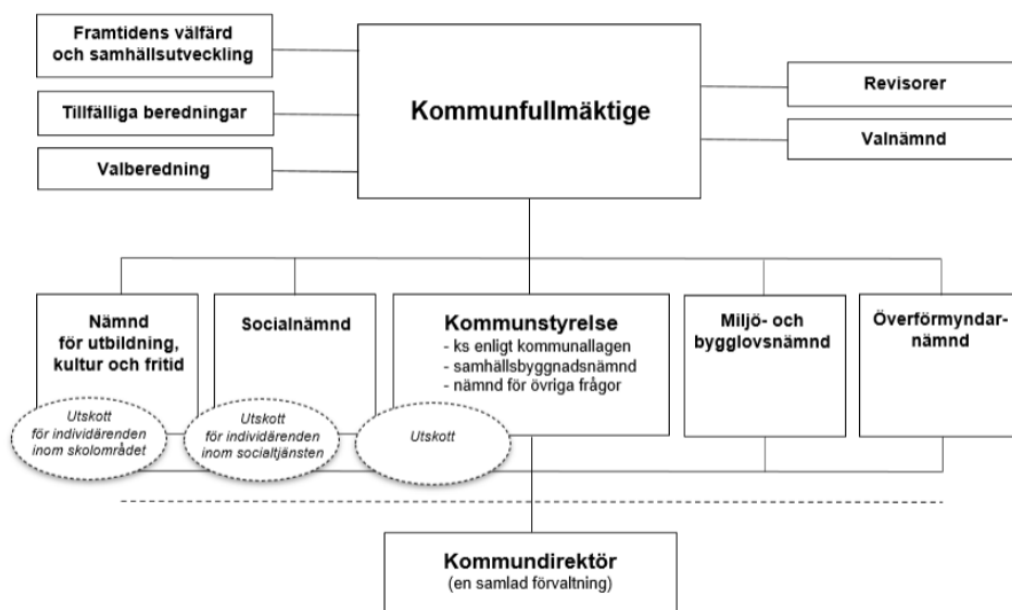 Framtidens välfärd
och samhällsutveckling
Tillfälliga beredningar
Valberedning
Kommunfullmäktige
Revisorer
Valnämnd
Nämnd
för utbildning,
kultur och fritid
Utskott
för individärenden
inom skolområdet
Socialnämnd
Utskott
för individärenden
inom socialtjänsten
Kommunstyrelse
- ks enligt kommunallagen
- samhällsbyggnadsnämnd
- nämnd för övriga frågor
Utskott
Miljö- och
bygglovsnämnd
Överförmyndar-
nämnd
Kommundirektör
(en samlad förvaltning)